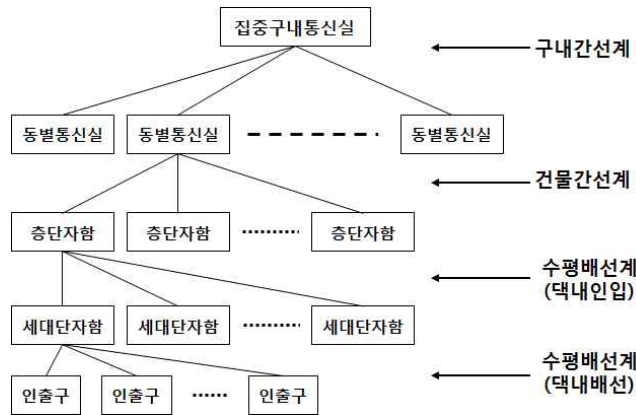 집중구내통신실
구내간선계
동별통신실 동별통신실 동별통신실
건물간선계
층단자함 층단자함 층단자함
수평배선계
(댁내인입)
세대단자함 세대단자함 세대단자함
수평배선계
(댁내배선)
인출구 인출구 인출구